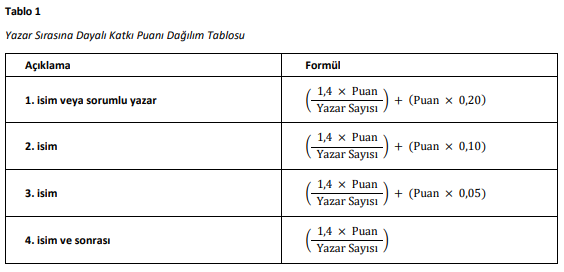 Tablo 1
Yazar Sırasına Dayalı Katkı Puanı Dağılım Tablosu
Açıklama Formül
1. isim veya sorumlu yazar (1,4 × Puan / Yazar Sayısı) + (Puan × 0,20)
2. isim (1,4 × Puan / Yazar Sayısı) + (Puan × 0,10)
3. isim (1,4 × Puan / Yazar Sayısı) + (Puan × 0,05)
4. isim ve sonrası (1,4 × Puan / Yazar Sayısı)